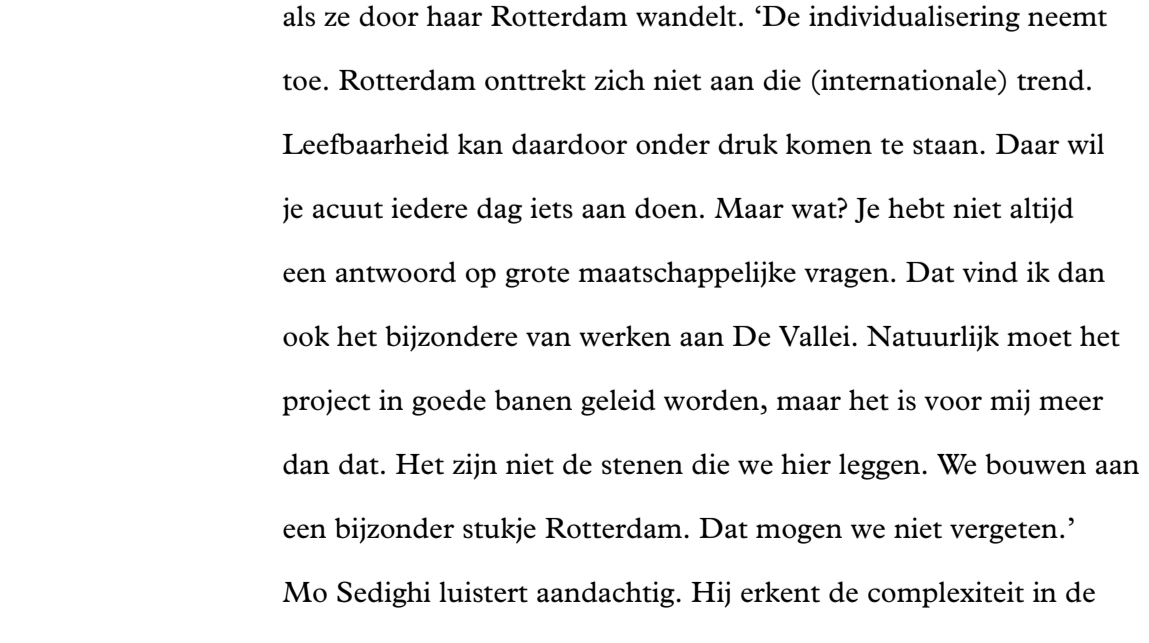 als ze door haar Rotterdam wandelt. ‘De individualisering neemt
toe. Rotterdam onttrekt zich niet aan die (internationale) trend.
Leefbaarheid kan daardoor onder druk komen te staan. Daar wil
je acuut iedere dag iets aan doen. Maar wat? Je hebt niet altijd
een antwoord op grote maatschappelijke vragen. Dat vind ik dan
ook het bijzondere van werken aan De Vallei. Natuurlijk moet het
project in goede banen geleid worden, maar het is voor mij meer
dan dat. Het zijn niet de stenen die we hier leggen. We bouwen aan
een bijzonder stukje Rotterdam. Dat mogen we niet vergeten.’
Mo Sedighi luistert aandachtig. Hij erkent de complexiteit in de